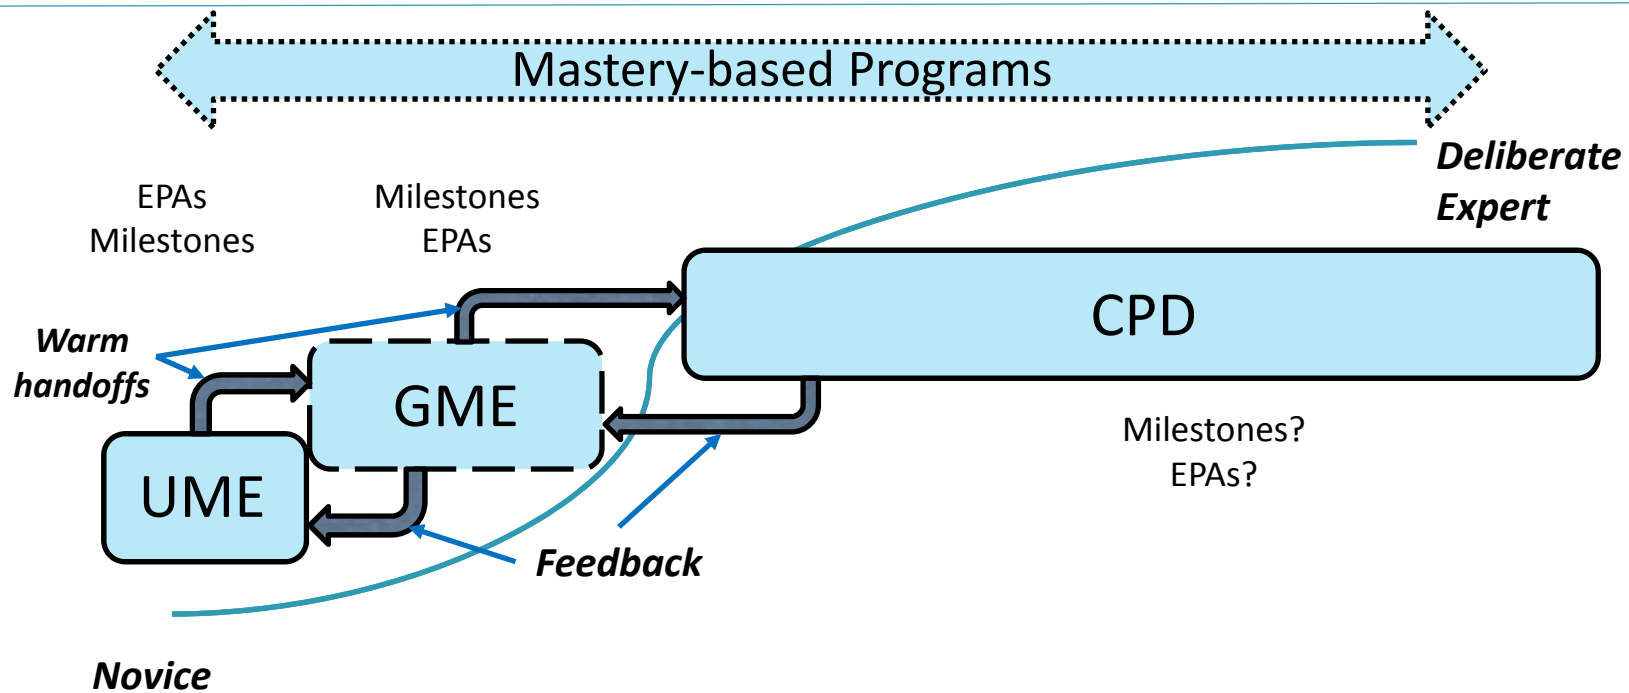 Mastery-based Programs
Deliberate
Expert
EPAs
Milestones
Milestones
EPAs
CPD
Warm
handoffs
GME
UME
Milestones?
EPAs?
Feedback
Novice